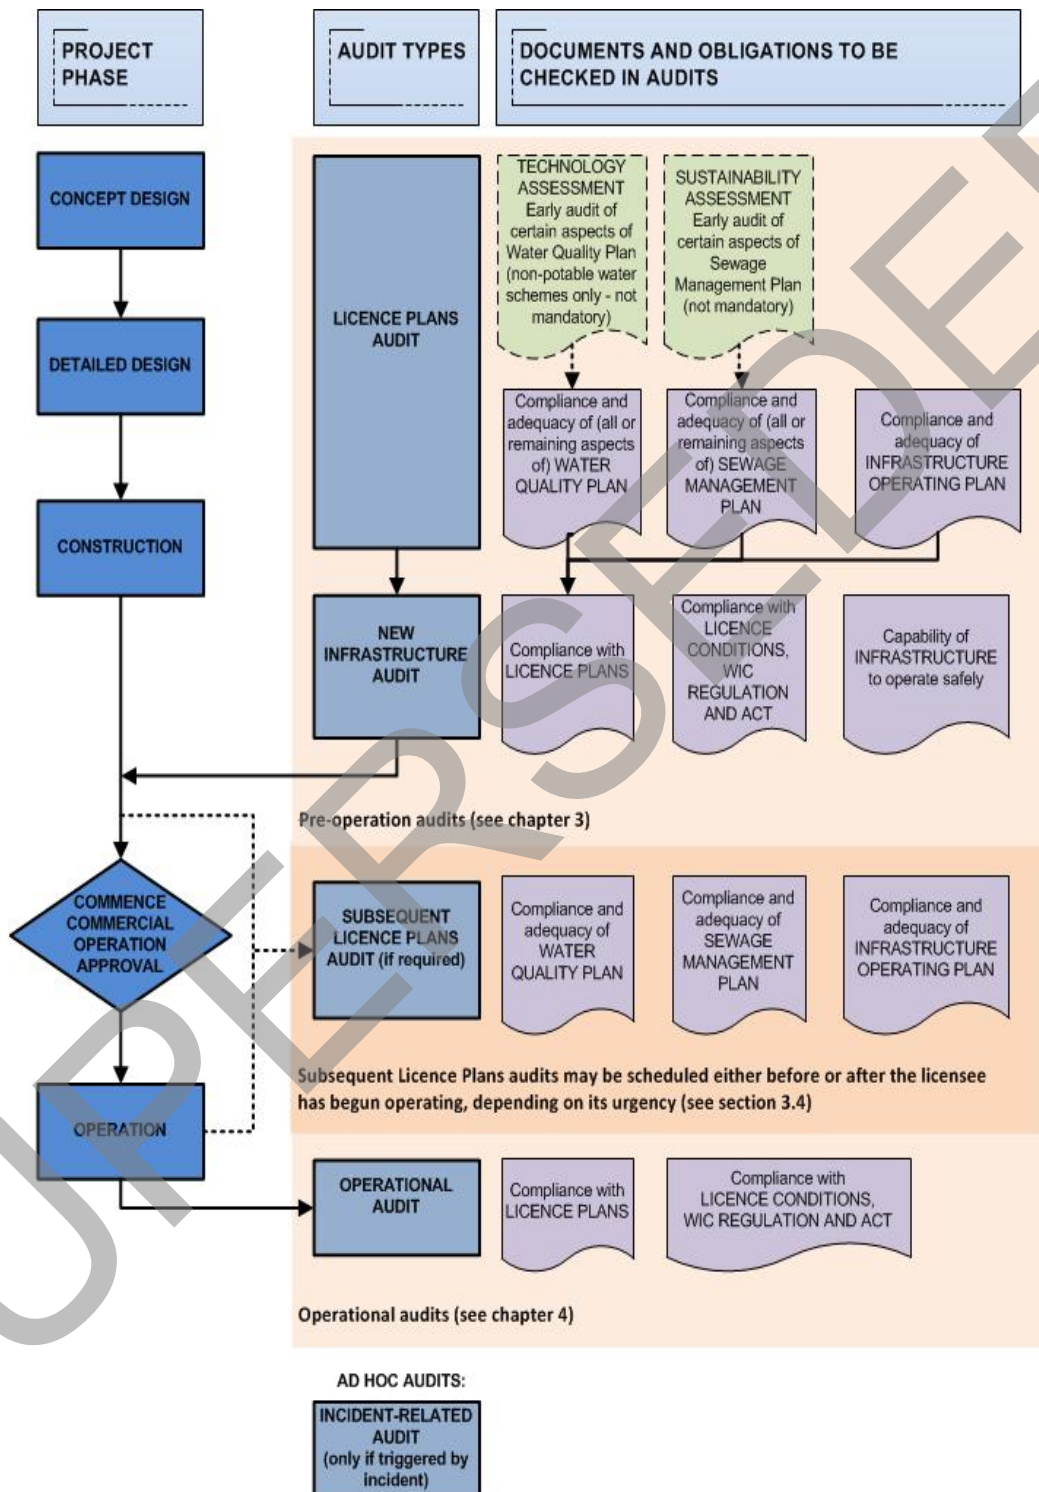 PROJECT
PHASE
AUDIT TYPES
DOCUMENTS AND OBLIGATIONS TO BE
CHECKED IN AUDITS
CONCEPT DESIGN
DETAILED DESIGN
CONSTRUCTION
LICENCE PLANS
AUDIT
TECHNOLOGY
ASSESSMENT
Early audit of
certain aspects of
Water Quality Plan
(non-potable water
schemes only - not
mandatory)
SUSTAINABILITY
ASSESSMENT
Early audit of
certain aspects of
Sewage
Management Plan
(not mandatory)
Compliance and
adequacy of (all or
remaining aspects
of) WATER
QUALITY PLAN
Compliance and
adequacy of (all or
remaining aspects
of) SEWAGE
MANAGEMENT
PLAN
Compliance and
adequacy of
INFRASTRUCTURE
OPERATING PLAN
NEW
INFRASTRUCTURE
AUDIT
Compliance with
LICENCE PLANS
Compliance with
LICENCE
CONDITIONS,
WIC
REGULATION
AND ACT
Capability of
INFRASTRUCTURE
to operate safely
Pre-operation audits (see chapter 3)
COMMENCE
COMMERCIAL
OPERATION
APPROVAL
SUBSEQUENT
LICENCE PLANS
AUDIT (if required)
Compliance and
adequacy of
WATER
QUALITY PLAN
Compliance and
adequacy of
SEWAGE
MANAGEMENT
PLAN
Compliance and
adequacy of
INFRASTRUCTURE
OPERATING PLAN
Subsequent Licence Plans audits may be scheduled either before or after the licensee
has begun operating, depending on its urgency (see section 3.4)
OPERATION
OPERATIONAL
AUDIT
Compliance with
LICENCE PLANS
Compliance with
LICENCE CONDITIONS,
WIC REGULATION AND ACT
Operational audits (see chapter 4)
AD HOC AUDITS:
INCIDENT-RELATED
AUDIT
(only if triggered by
incident)
UPERSEDE